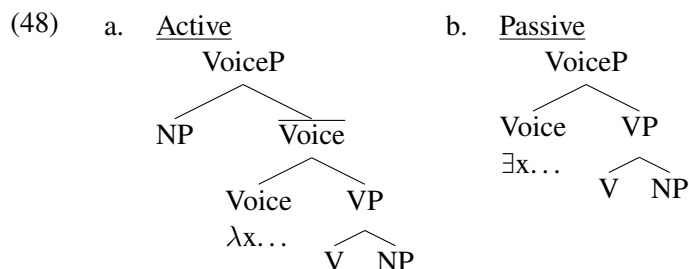 (48) a. Active b. Passive
VoiceP VoiceP
NP Voice Voice VP
Voice VP ∃x... V NP
λx... V NP